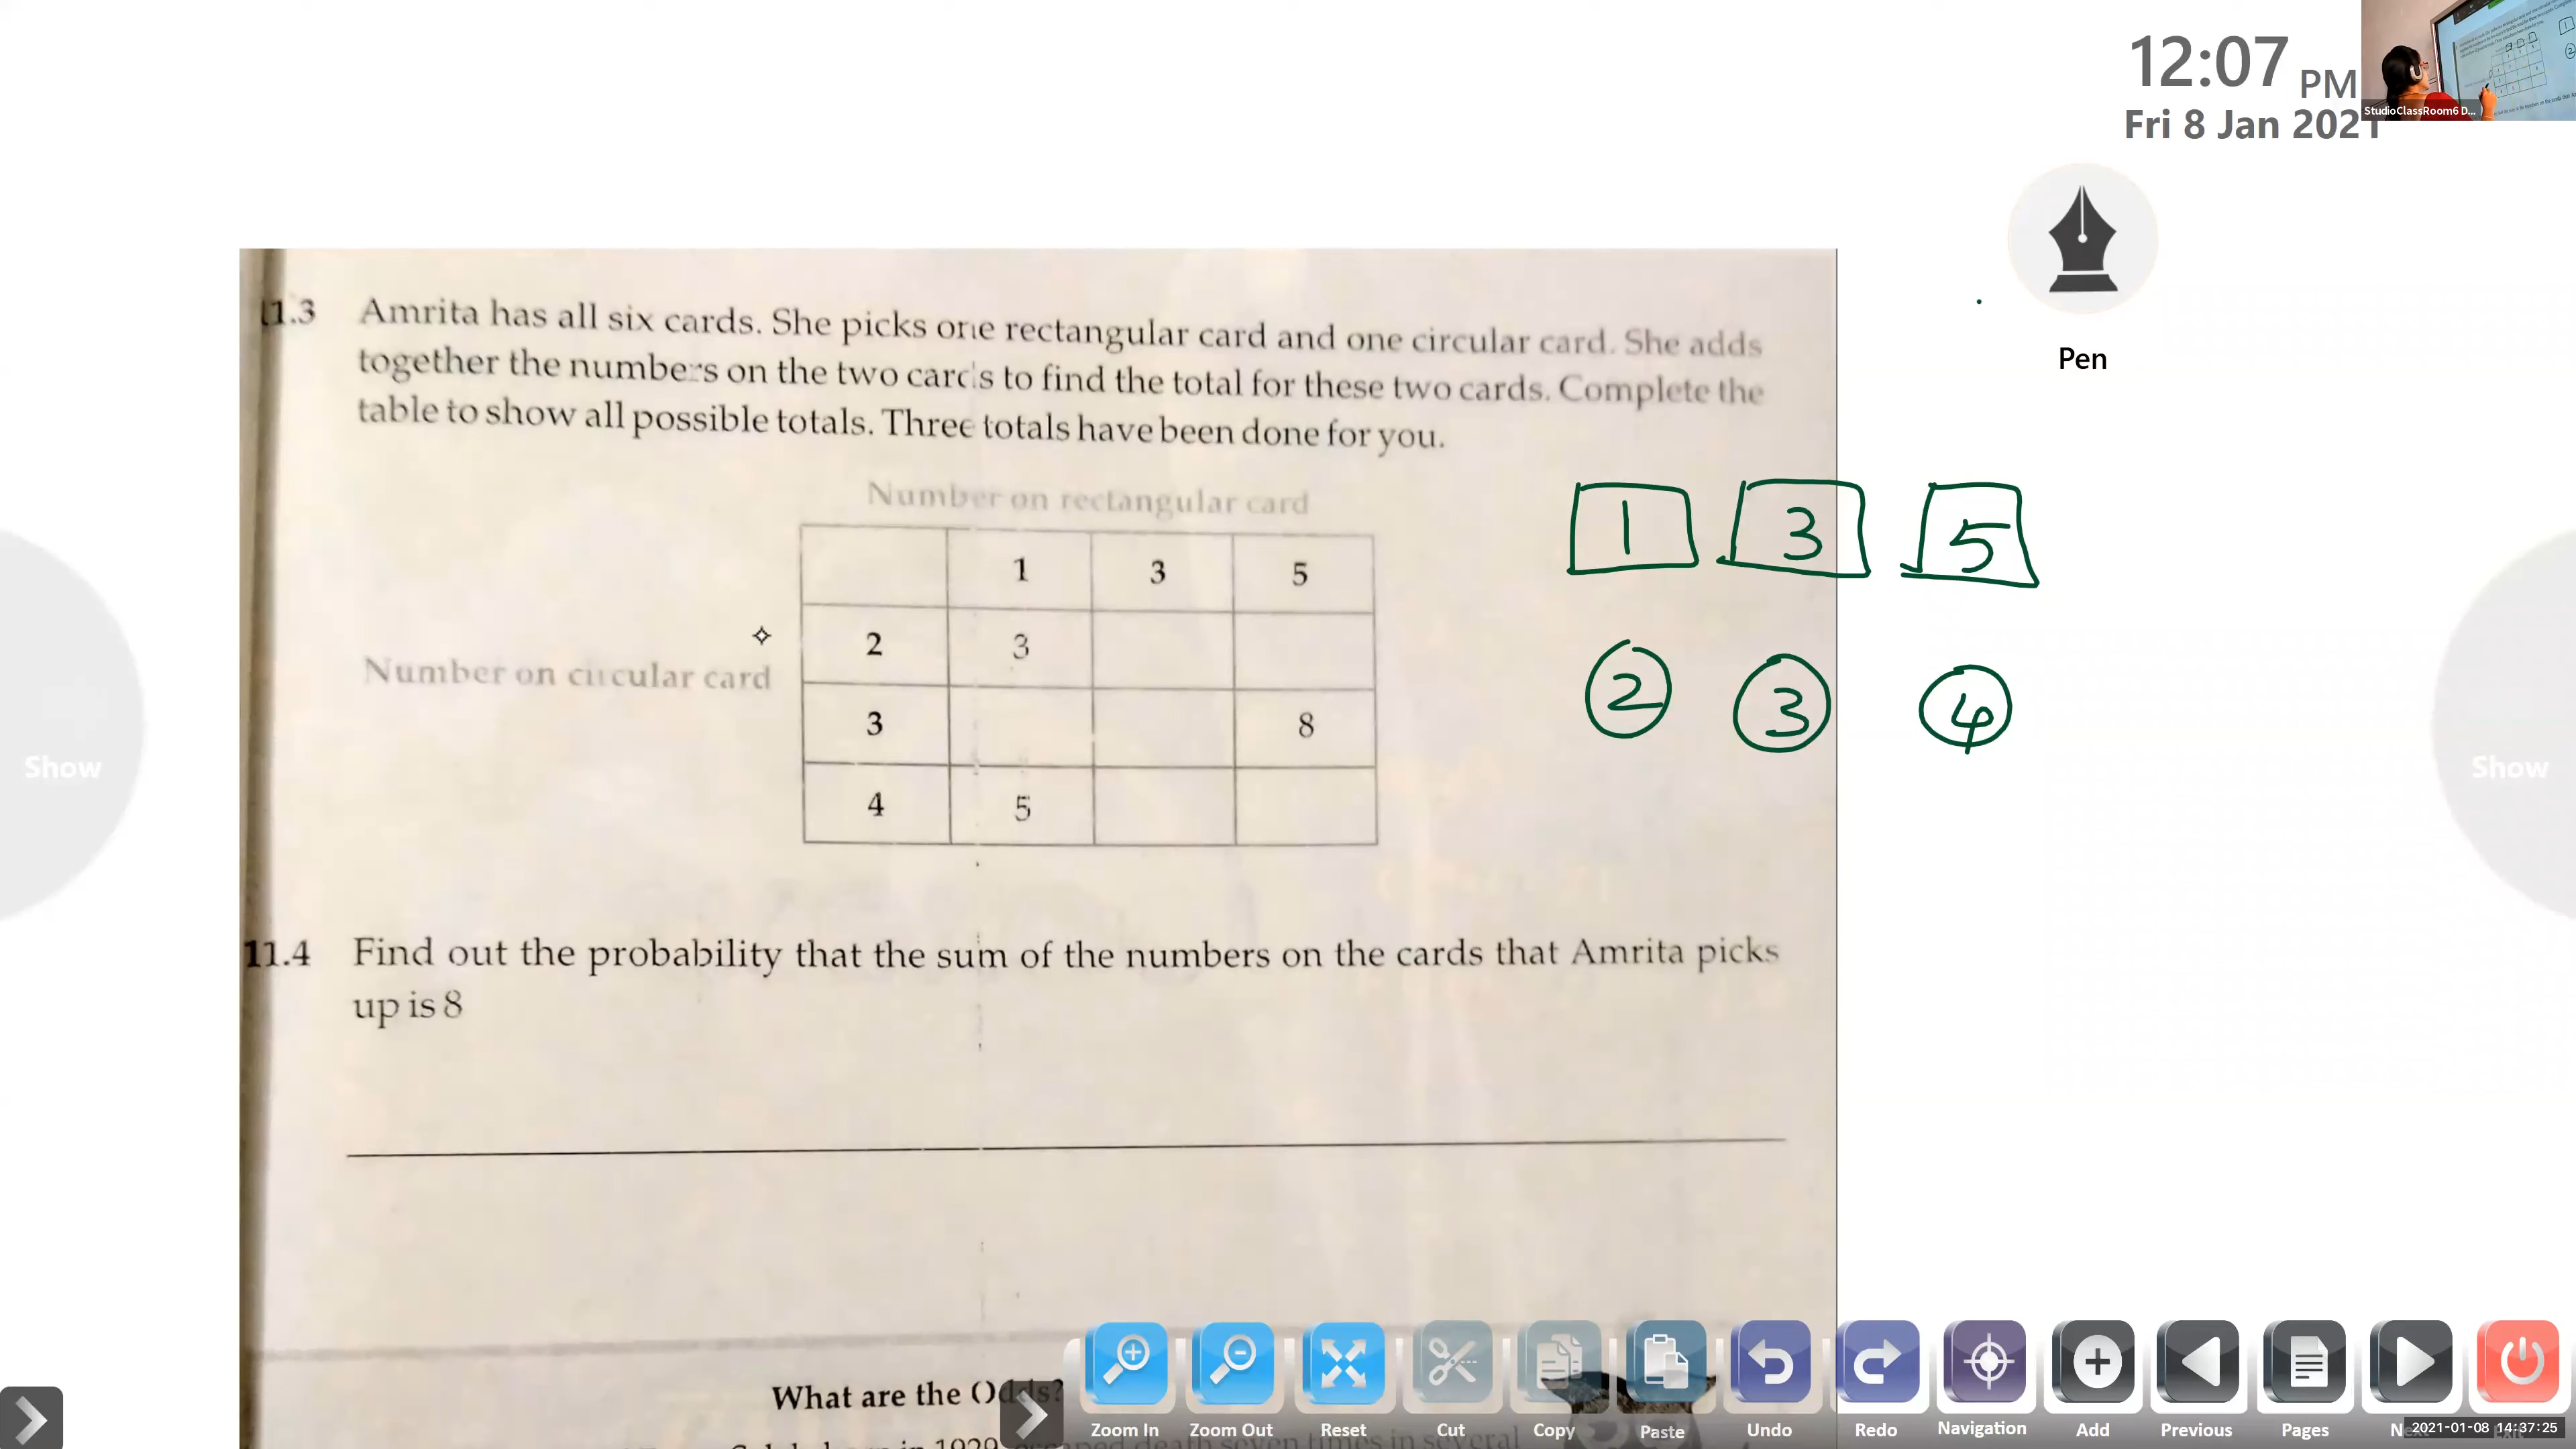 12:07 PM
Fri 8 Jan 2021
StudioClassRoom6 D...
Pen
11.3 Amrita has all six cards. She picks one rectangular card and one circular card. She adds
together the numbers on the two cards to find the total for these two cards. Complete the
table to show all possible totals. Three totals have been done for you.
Number on rectangular card
1 3 5
2 3
Number on circular card
3 8
4 5
1 3 5
2 3 4
Show
Show
11.4 Find out the probability that the sum of the numbers on the cards that Amrita picks
up is 8
What are the Odds?
Zoom In Zoom Out Reset Cut Copy Paste Undo Redo Navigation Add Previous Pages
2021-01-08 14:37:25